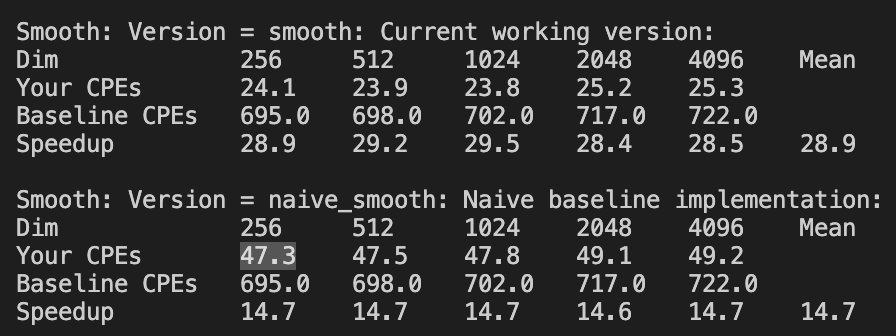 Smooth: Version = smooth: Current working version:
Dim 256 512 1024 2048 4096 Mean
Your CPEs 24.1 23.9 23.8 25.2 25.3
Baseline CPEs 695.0 698.0 702.0 717.0 722.0
Speedup 28.9 29.2 29.5 28.4 28.5 28.9
Smooth: Version = naive_smooth: Naive baseline implementation:
Dim 256 512 1024 2048 4096 Mean
Your CPEs 47.3 47.5 47.8 49.1 49.2
Baseline CPEs 695.0 698.0 702.0 717.0 722.0
Speedup 14.7 14.7 14.7 14.6 14.7 14.7